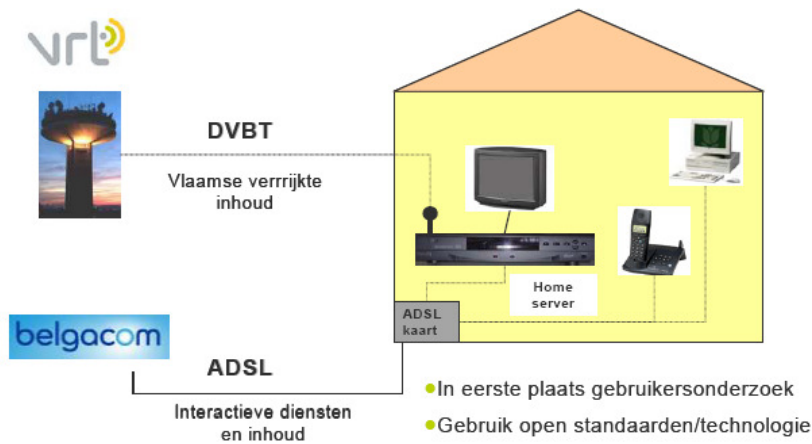 vrt
DVBT
Vlaamse verrrijkte
inhoud
Home
server
ADSL
kaart
belgacom
ADSL
Interactieve diensten
en inhoud
In eerste plaats gebruikersonderzoek
Gebruik open standaarden/technologie